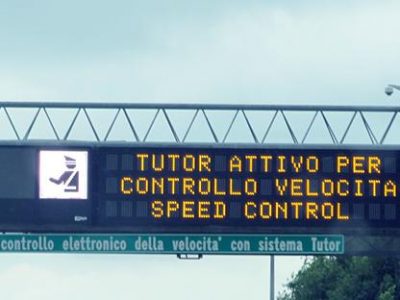 TUTOR ATTIVO PER
CONTROLLO VELOCITA
SPEED CONTROL
controllo elettronico della velocita' con sistema Tutor